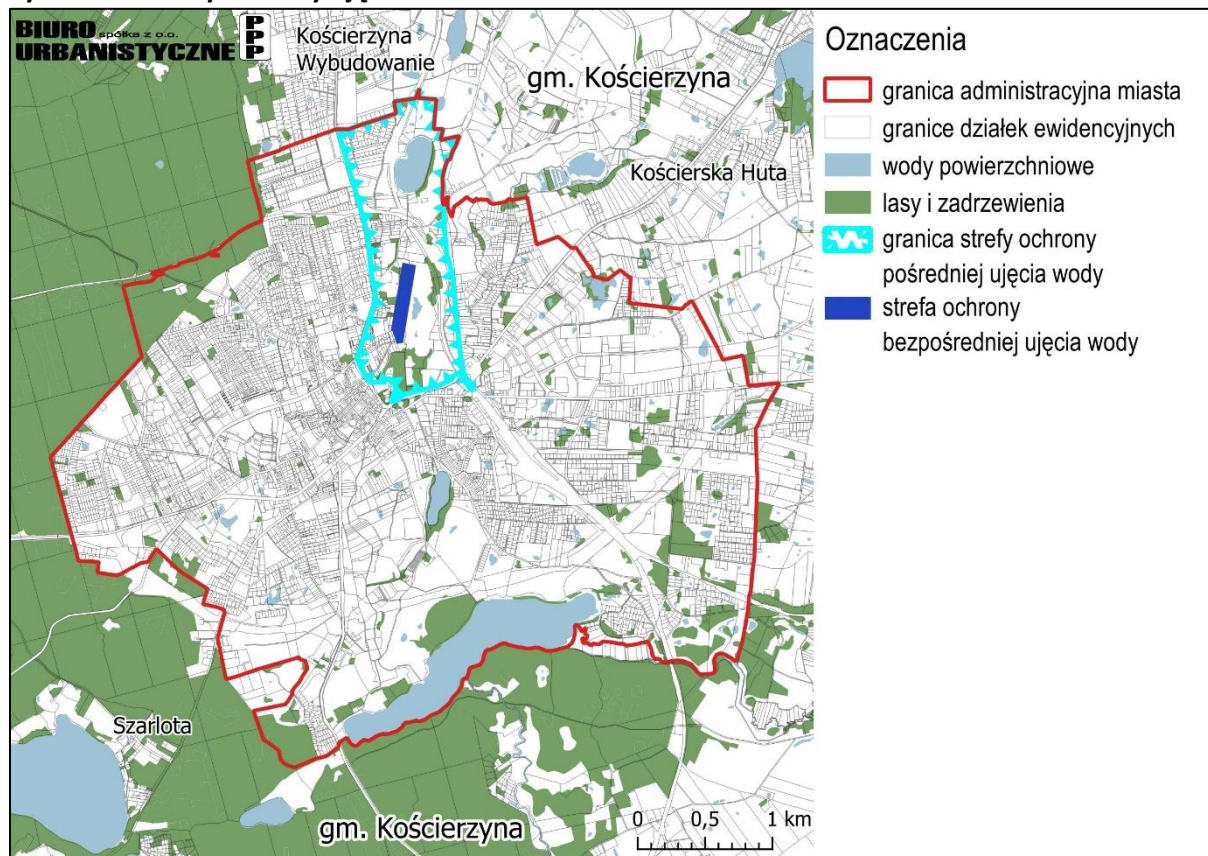 BIURO spółka z o.o.
URBANISTYCZNE PPP
Kościerzyna
Wybudowanie
gm. Kościerzyna
Kościerska Huta
Szarlota
gm. Kościerzyna
0 0,5 1 km
Oznaczenia
granica administracyjna miasta
granice działek ewidencyjnych
wody powierzchniowe
lasy i zadrzewienia
granica strefy ochrony
pośredniej ujęcia wody
strefa ochrony
bezpośredniej ujęcia wody